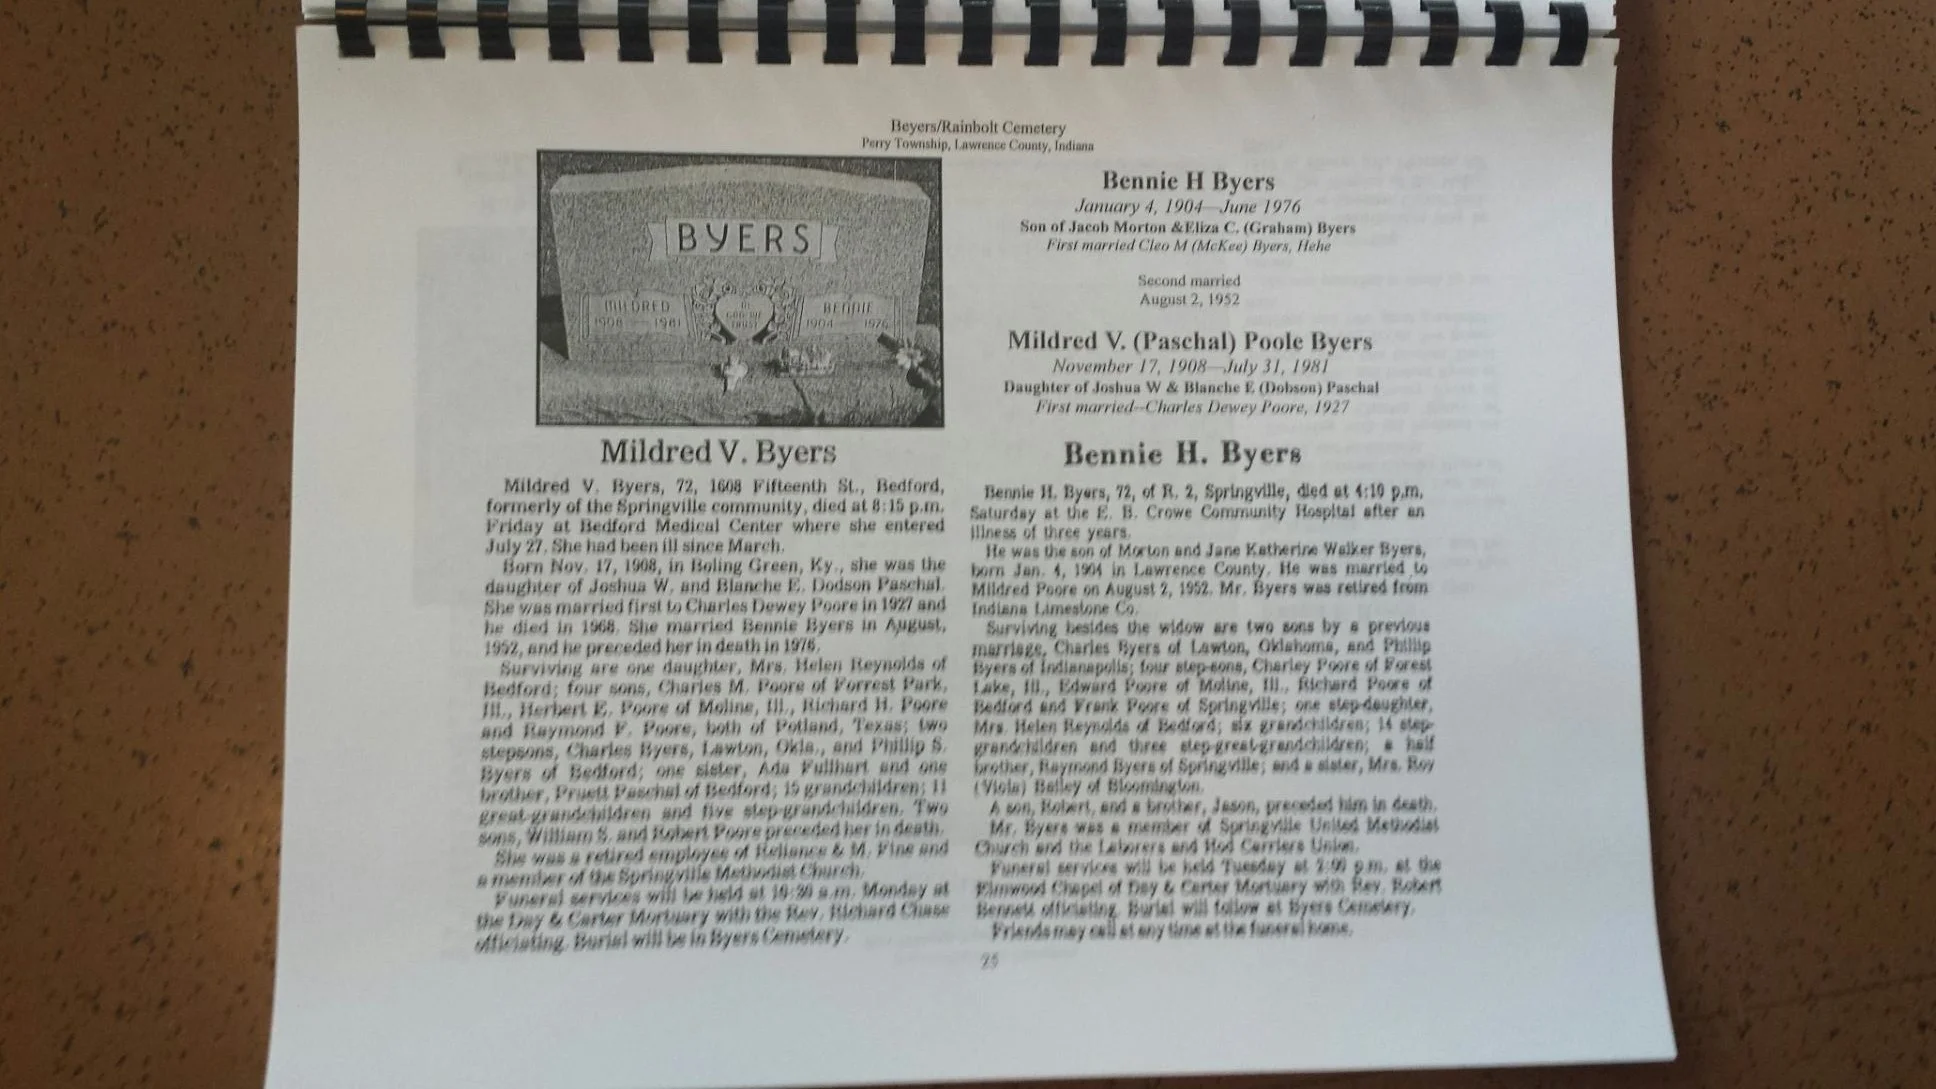 Beyers/Rainbolt Cemetery
Perry Township, Lawrence County, Indiana
BYERS
MILDRED
1908 1981
IN
GOD WE
TRUST
BENNIE
1904 1976
Bennie H Byers
January 4, 1904—June 1976
Son of Jacob Morton &Eliza C. (Graham) Byers
First married Cleo M (McKee) Byers, Hehe
Second married
August 2, 1952
Mildred V. (Paschal) Poole Byers
November 17, 1908—July 31, 1981
Daughter of Joshua W & Blanche E (Dobson) Paschal
First married--Charles Dewey Poore, 1927
Mildred V. Byers
Mildred V. Byers, 72, 1608 Fifteenth St., Bedford,
formerly of the Springville community, died at 8:15 p.m.
Friday at Bedford Medical Center where she entered
July 27. She had been ill since March.
Born Nov. 17, 1908, in Boling Green, Ky., she was the
daughter of Joshua W. and Blanche E. Dodson Paschal.
She was married first to Charles Dewey Poore in 1927 and
he died in 1968. She married Bennie Byers in August,
1952, and he preceded her in death in 1976.
Surviving are one daughter, Mrs. Helen Reynolds of
Bedford; four sons, Charles M. Poore of Forrest Park,
Ill., Herbert E. Poore of Moline, Ill., Richard H. Poore
and Raymond F. Poore, both of Potland, Texas; two
stepsons, Charles Byers, Lawton, Okla., and Phillip S.
Byers of Bedford; one sister, Ada Fullhart and one
brother, Pruett Paschal of Bedford; 15 grandchildren; 11
great-grandchildren and five step-grandchildren. Two
sons, William S. and Robert Poore preceded her in death.
She was a retired employee of Reliance & M. Fine and
a member of the Springville Methodist Church.
Funeral services will be held at 10:30 a.m. Monday at
the Day & Carter Mortuary with the Rev. Richard Chase
officiating. Burial will be in Byers Cemetery.
Bennie H. Byers
Bennie H. Byers, 72, of R. 2, Springville, died at 4:10 p.m.
Saturday at the E. B. Crowe Community Hospital after an
illness of three years.
He was the son of Morton and Jane Katherine Walker Byers,
born Jan. 4, 1904 in Lawrence County. He was married to
Mildred Poore on August 2, 1952. Mr. Byers was retired from
Indiana Limestone Co.
Surviving besides the widow are two sons by a previous
marriage, Charles Byers of Lawton, Oklahoma, and Phillip
Byers of Indianapolis; four step-sons, Charley Poore of Forest
Lake, Ill., Edward Poore of Moline, Ill., Richard Poore of
Bedford and Frank Poore of Springville; one step-daughter,
Mrs. Helen Reynolds of Bedford; six grandchildren; 14 step-
grandchildren and three step-great-grandchildren; a half
brother, Raymond Byers of Springville; and a sister, Mrs. Roy
(Viola) Bailey of Bloomington.
A son, Robert, and a brother, Jason, preceded him in death.
Mr. Byers was a member of Springville United Methodist
Church and the Laborers and Hod Carriers Union.
Funeral services will be held Tuesday at p.m. at the
Elmwood Chapel of Day & Carter Mortuary with Rev. Robert
Bennett officiating. Burial will follow at Byers Cemetery.
Friends may call at any time at the funeral home.
25